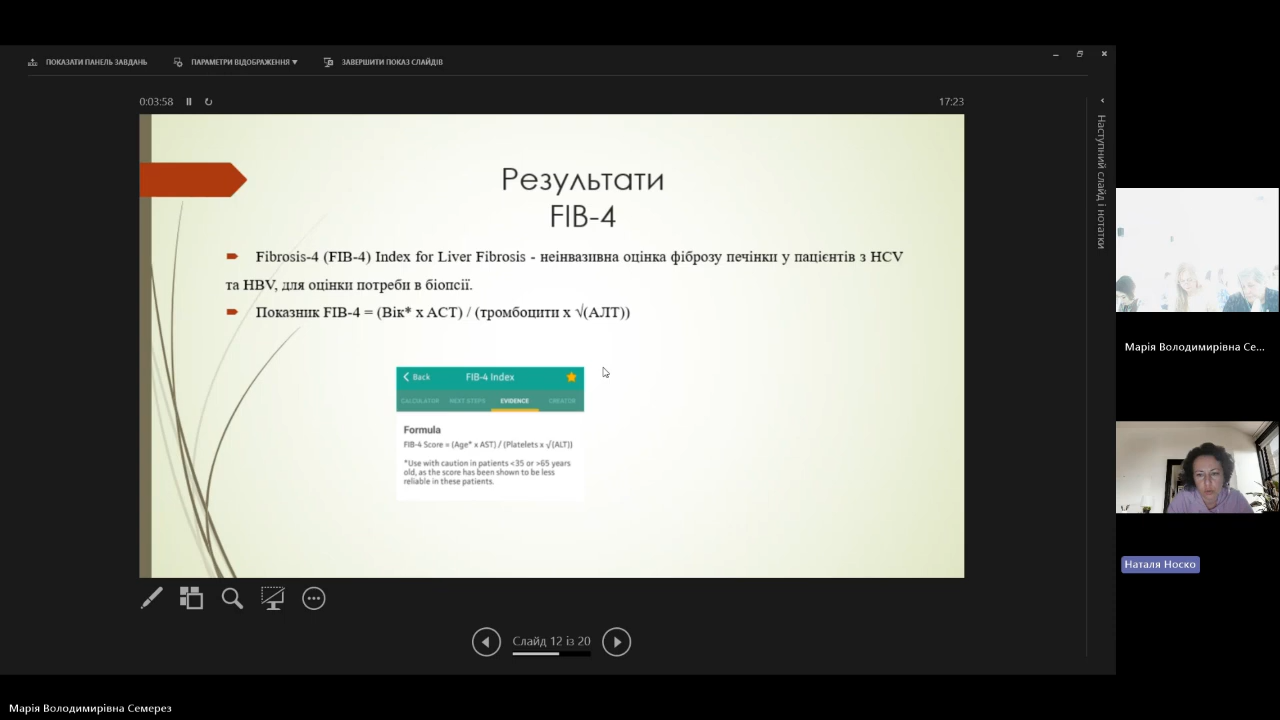 ПОКАЗАТИ ПАНЕЛЬ ЗАВДАНЬ
ПАРАМЕТРИ ВІДОБРАЖЕННЯ
ЗАВЕРШИТИ ПОКАЗ СЛАЙДІВ
0:03:58
17:23
Результати
FIB-4
Fibrosis-4 (FIB-4) Index for Liver Fibrosis - неінвазивна оцінка фіброзу печінки у пацієнтів з HCV
та HBV, для оцінки потреби в біопсії.
Показник FIB-4 = (Вік* x АСТ) / (тромбоцити x √(АЛТ))
Back
FIB-4 Index
CALCULATOR
NEXT STEPS
EVIDENCE
CREATOR
Formula
FIB-4 Score = (Age* x AST) / (Platelets x √(ALT))
*Use with caution in patients <35 or >65 years
old, as the score has been shown to be less
reliable in these patients.
Слайд 12 із 20
Наступний слайд і нотатки
Марія Володимирівна Се...
Наталя Носко
Марія Володимирівна Семерез